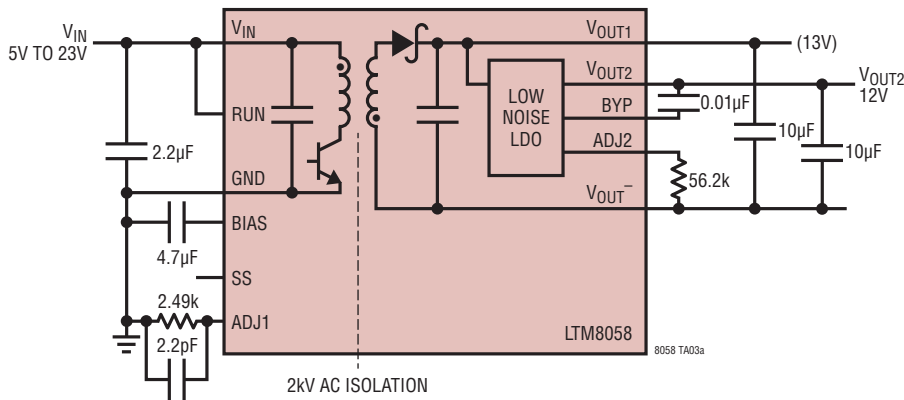 VIN
5V TO 23V
VIN
RUN
2.2µF
GND
BIAS
4.7µF
SS
2.49k
ADJ1
2.2pF
2kV AC ISOLATION
LOW
NOISE
LDO
VOUT1
VOUT2
BYP
ADJ2
VOUT–
LTM8058
(13V)
VOUT2
12V
0.01µF
10µF
10µF
56.2k
8058 TA03a